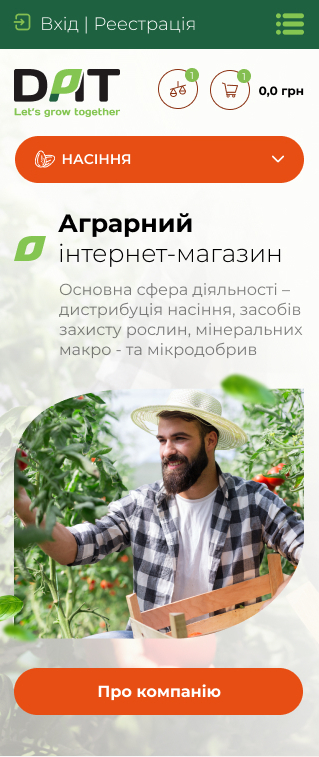 Вхід | Реестрація
DAT
Let's grow together
1
1
0,0 грн
НАСІННЯ
Аграрний
інтернет-магазин
Основна сфера діяльності –
дистрибуція насіння, засобів
захисту рослин, мінеральних
макро - та мікродобрив
Про компанію